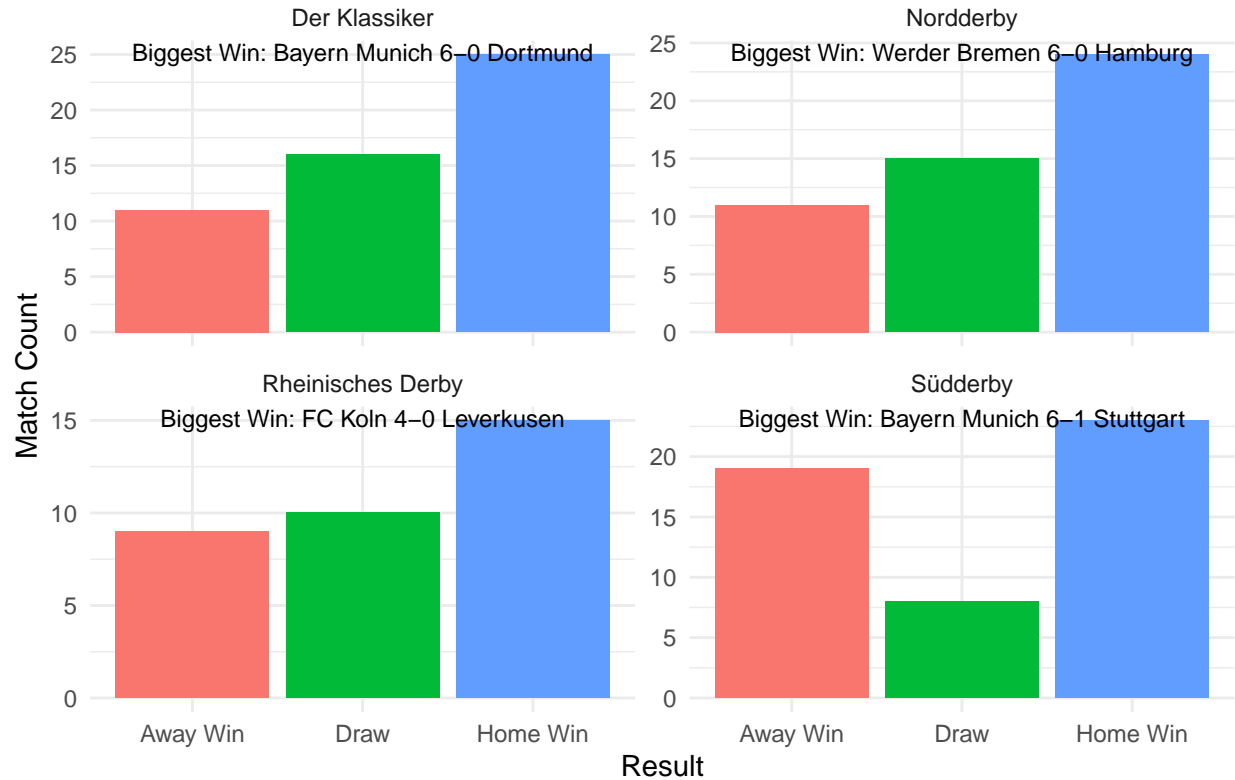 Der Klassiker
Biggest Win: Bayern Munich 6−0 Dortmund
25
20
15
10
5
0
Nordderby
Biggest Win: Werder Bremen 6−0 Hamburg
25
20
15
10
5
0
Match Count
Rheinisches Derby
Biggest Win: FC Koln 4−0 Leverkusen
15
10
5
0
Südderby
Biggest Win: Bayern Munich 6−1 Stuttgart
20
15
10
5
0
Away Win Draw Home Win
Away Win Draw Home Win
Result